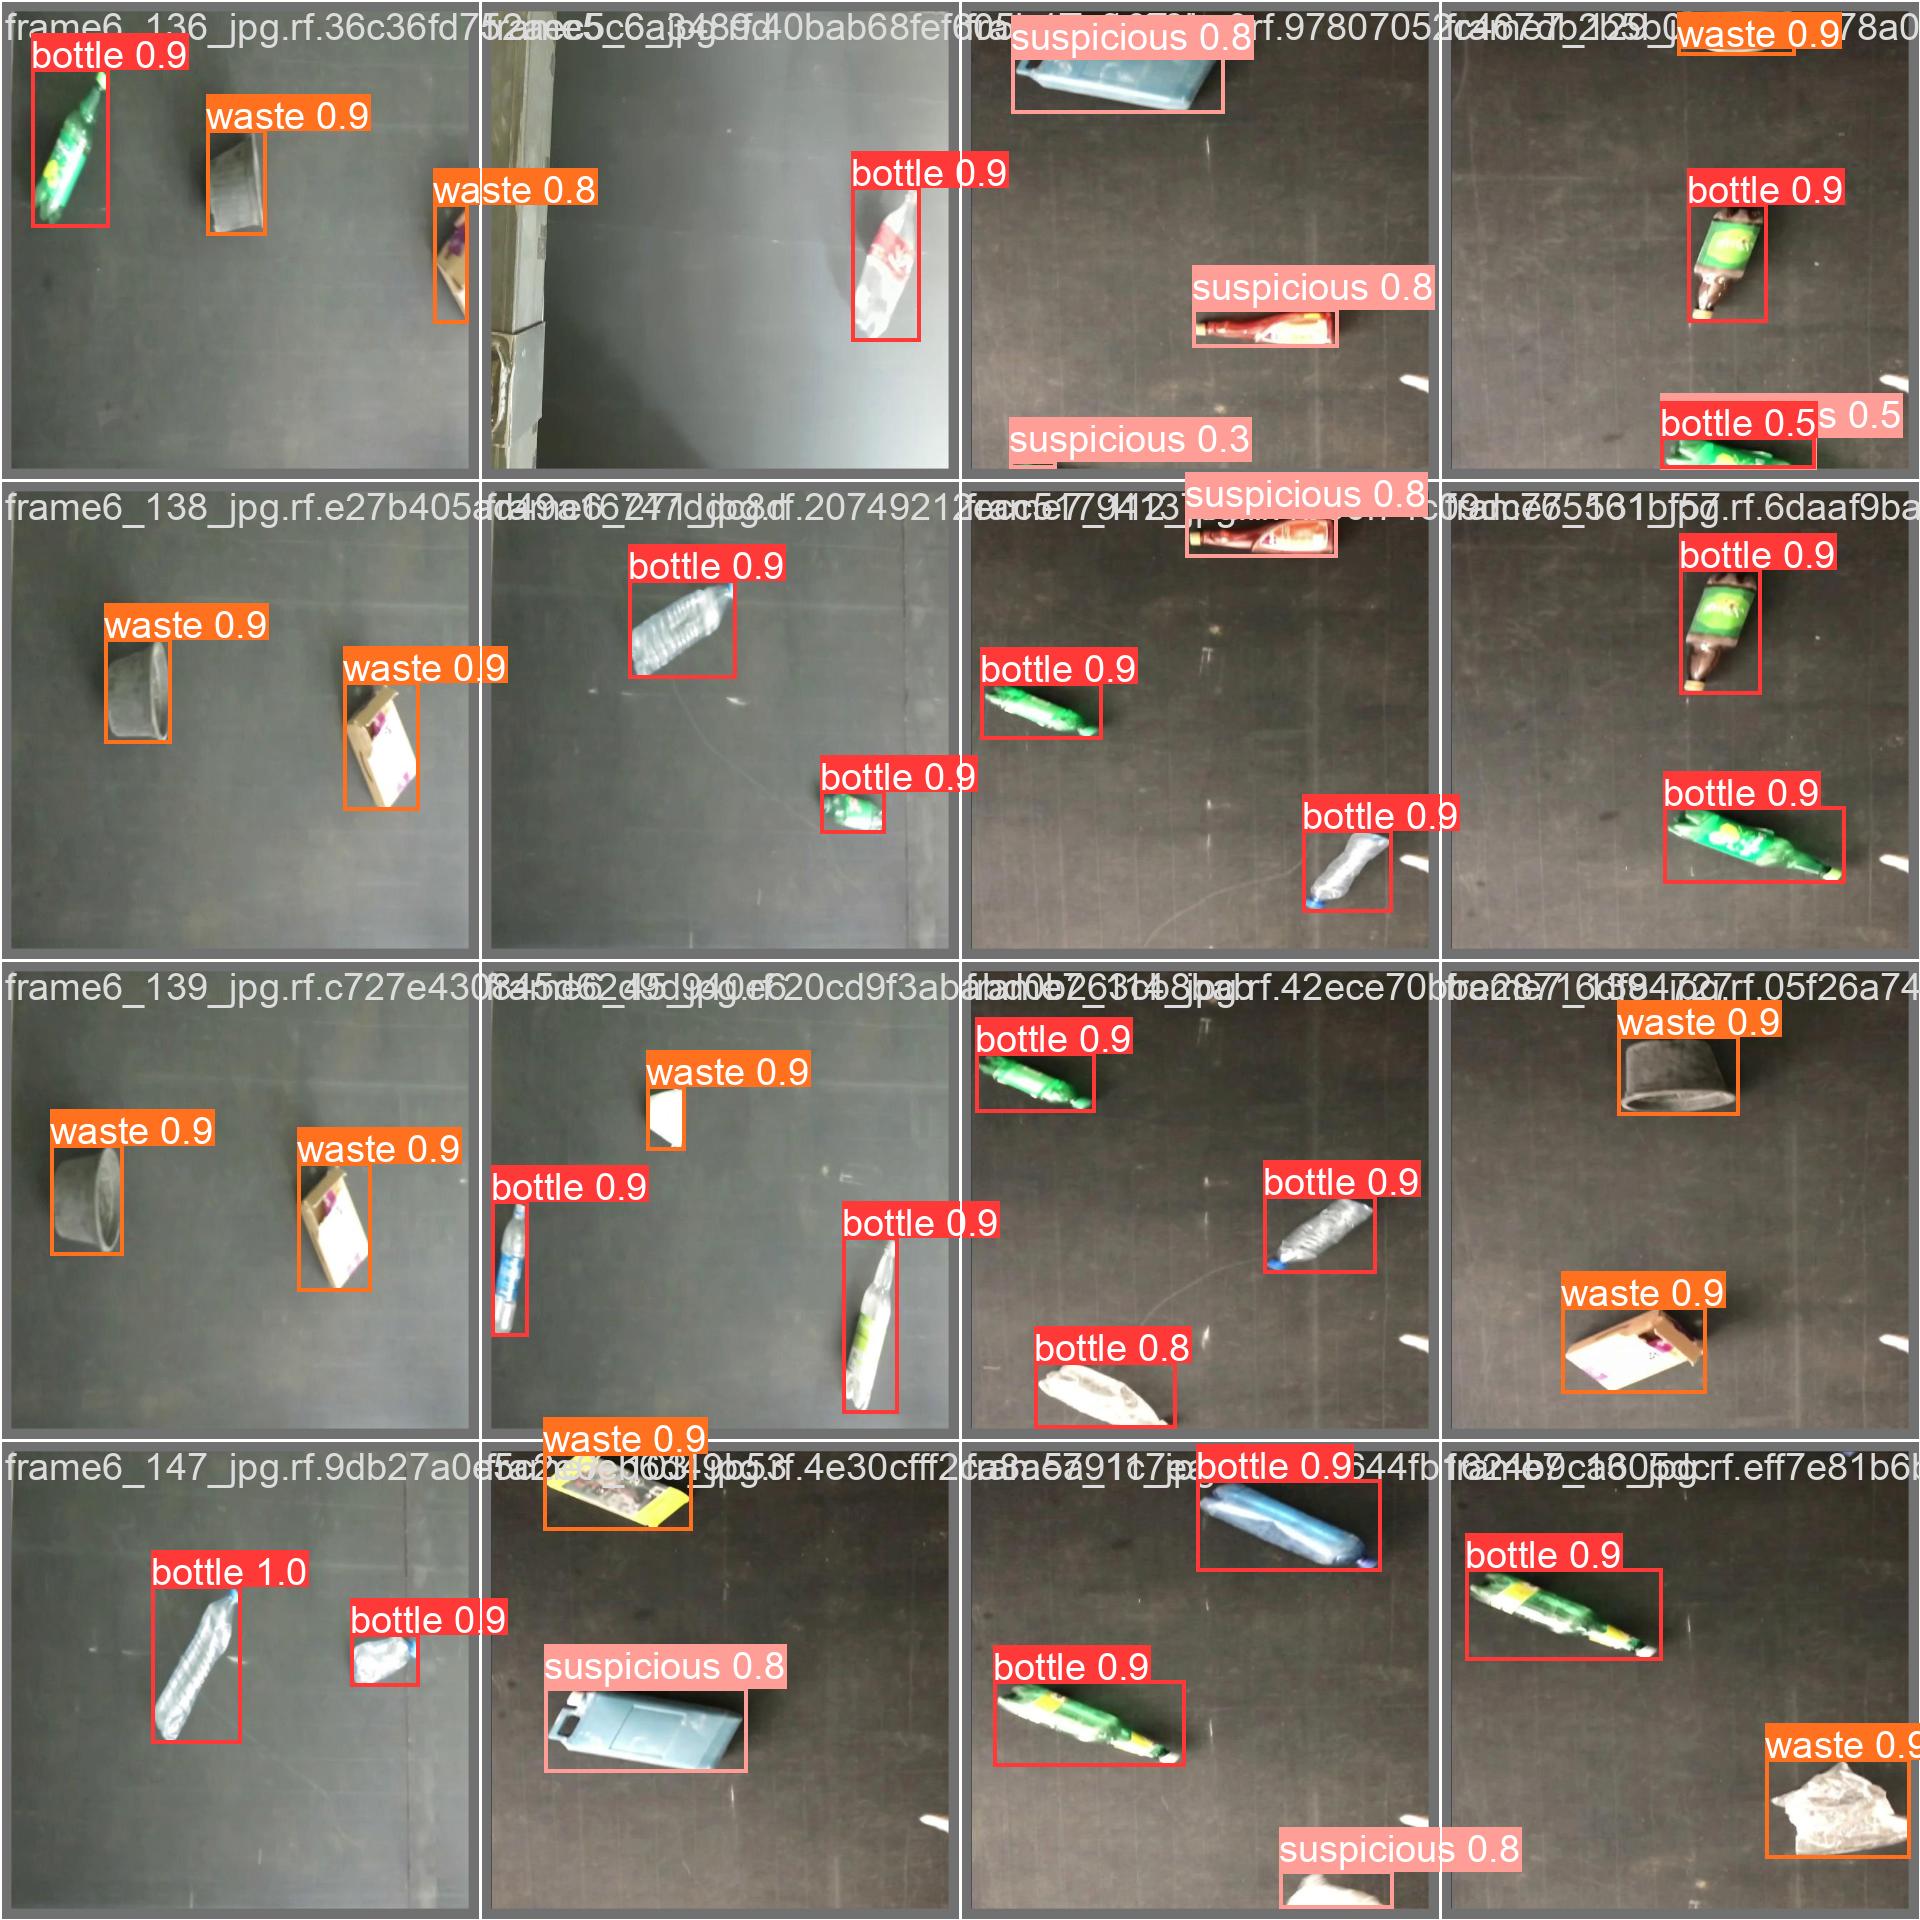 frame6_136_jpg.rf.36c36fd752
bottle 0.9
waste 0.9
waste 0.8
bottle 0.9
suspicious 0.8
suspicious 0.8
suspicious 0.3
waste 0.9
bottle 0.9
bottle 0.5
s 0.5
frame6_138_jpg.rf.e27b405a
waste 0.9
waste 0.9
bottle 0.9
bottle 0.9
suspicious 0.8
bottle 0.9
bottle 0.9
bottle 0.9
bottle 0.9
frame6_139_jpg.rf.c727e430
waste 0.9
waste 0.9
waste 0.9
bottle 0.9
bottle 0.9
bottle 0.9
bottle 0.9
bottle 0.8
waste 0.9
waste 0.9
frame6_147_jpg.rf.9db27a0e
bottle 1.0
bottle 0.9
waste 0.9
suspicious 0.8
bottle 0.9
bottle 0.9
suspicious 0.8
bottle 0.9
waste 0.9